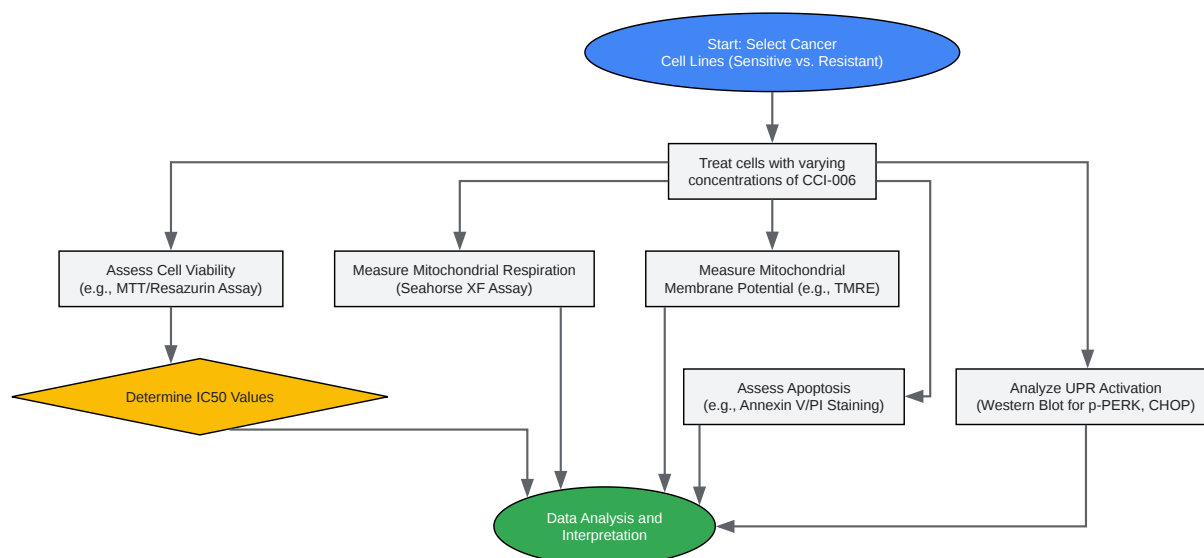 Start: Select Cancer
Cell Lines (Sensitive vs. Resistant)
Treat cells with varying
concentrations of CCI-006
Assess Cell Viability
(e.g., MTT/Resazurin Assay)
Measure Mitochondrial Respiration
(Seahorse XF Assay)
Measure Mitochondrial
Membrane Potential (e.g., TMRE)
Determine IC50 Values
Assess Apoptosis
(e.g., Annexin V/PI Staining)
Analyze UPR Activation
(Western Blot for p-PERK, CHOP)
Data Analysis and
Interpretation